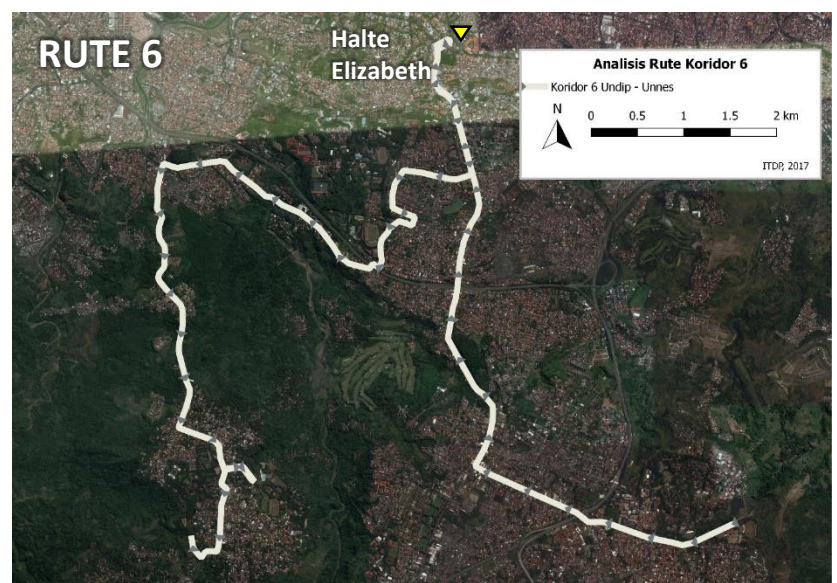 RUTE 6
Halte
Elizabeth
Analisis Rute Koridor 6
Koridor 6 Undip - Unnes
N
0 0.5 1 1.5 2 km
ITDP, 2017